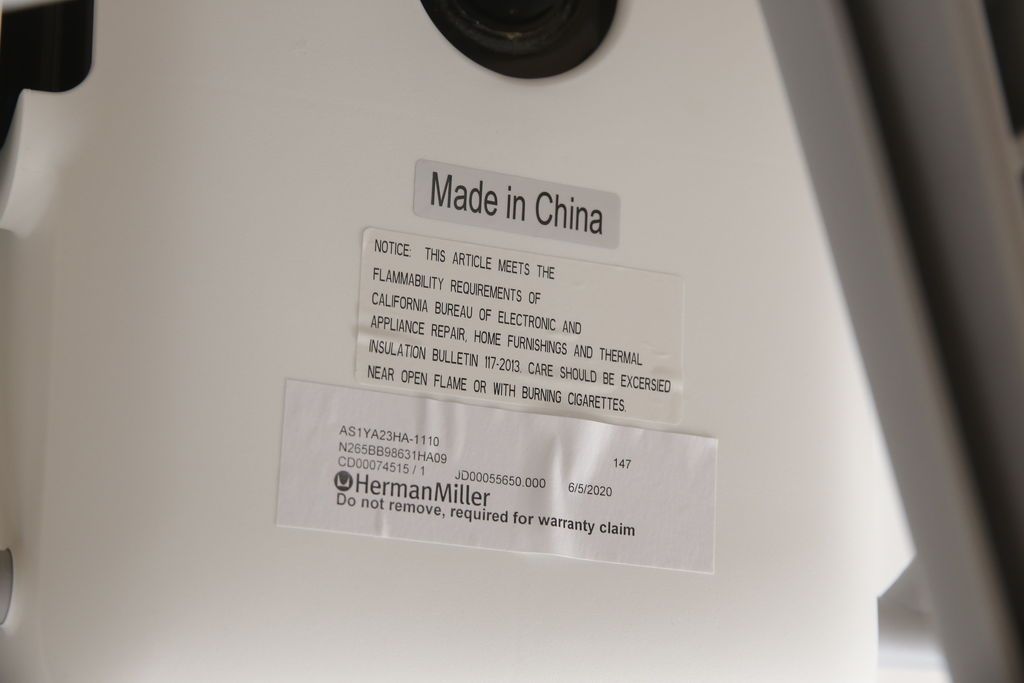 Made in China
NOTICE: THIS ARTICLE MEETS THE
FLAMMABILITY REQUIREMENTS OF
CALIFORNIA BUREAU OF ELECTRONIC AND
APPLIANCE REPAIR, HOME FURNISHINGS AND THERMAL
INSULATION BULLETIN 117-2013. CARE SHOULD BE EXCERSIED
NEAR OPEN FLAME OR WITH BURNING CIGARETTES.
AS1YA23HA-1110
N265BB98631HA09 147
CD00074515 / 1 JD00055650.000 6/5/2020
HermanMiller
Do not remove, required for warranty claim